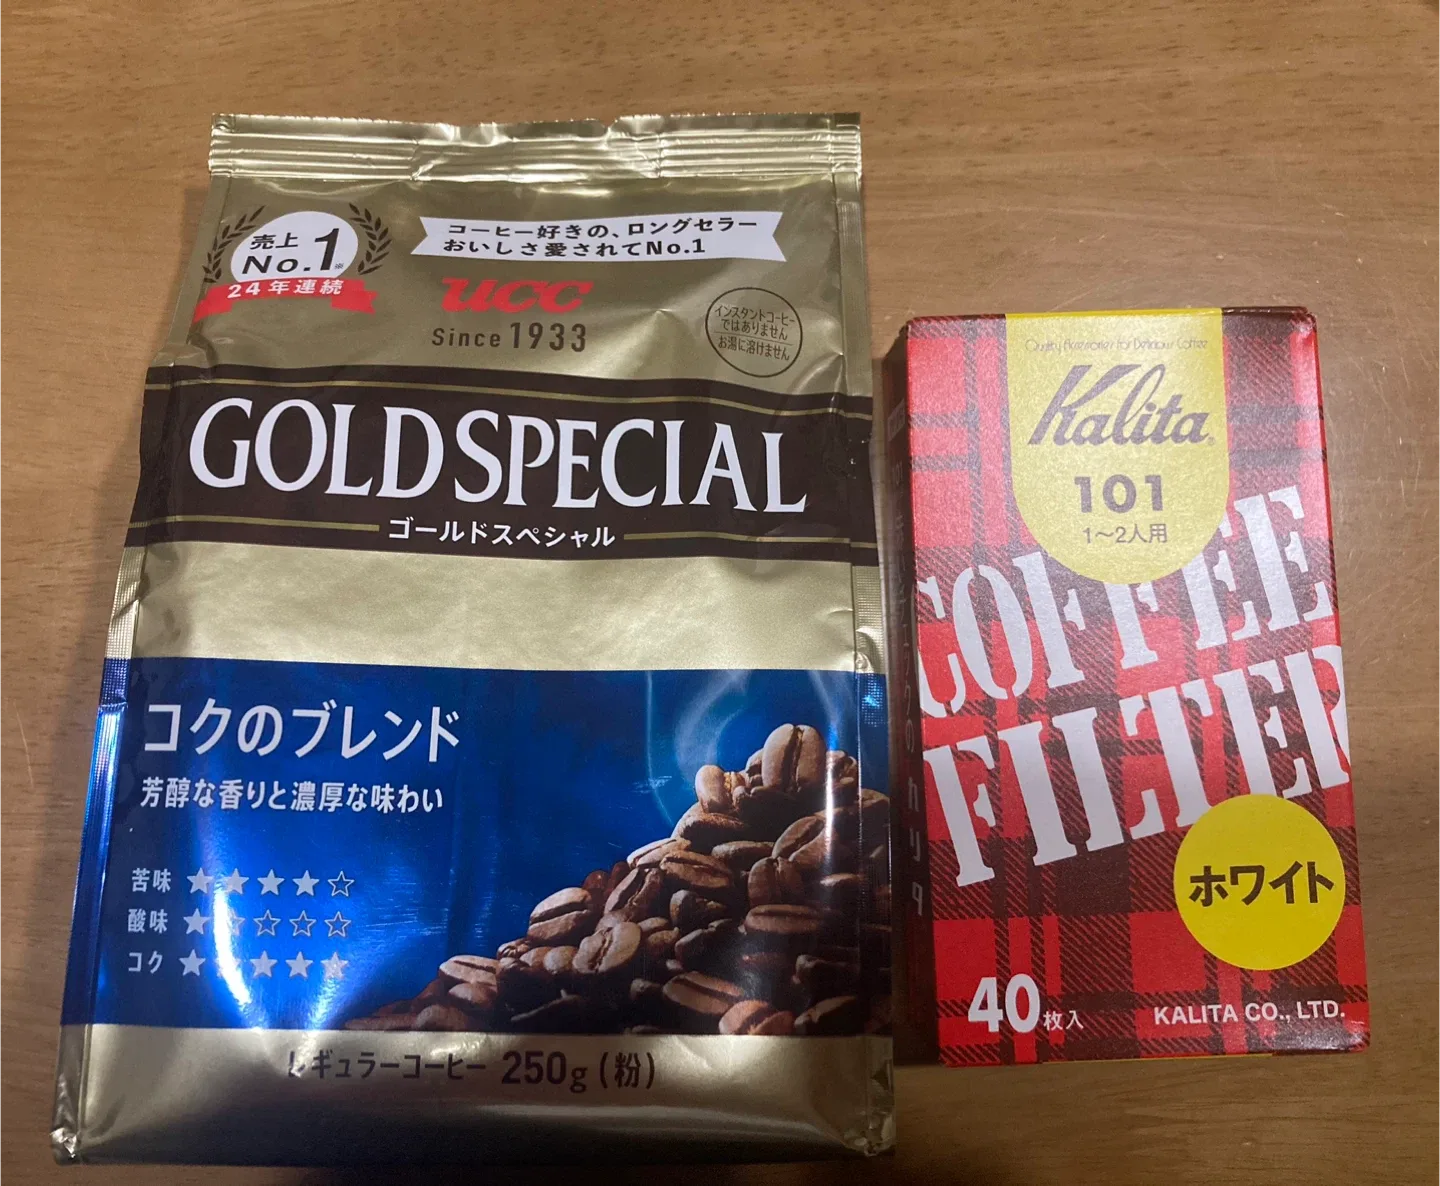 売上
No.1※
24年連続
コーヒー好きの、ロングセラー
おいしさ愛されてNo.1
UCC
Since 1933
インスタントコーヒー
ではありません
お湯に溶けません
GOLD SPECIAL
ゴールドスペシャル
コクのブレンド
芳醇な香りと濃厚な味わい
苦味 ★★★★☆
酸味 ★☆☆☆☆
コク ★★★★★
レギュラーコーヒー 250g(粉)
Quality Accessories for Delicious Coffee
Kalita®
101
1〜2人用
COFFEE
FILTER
ホワイト
40枚入
KALITA CO., LTD.